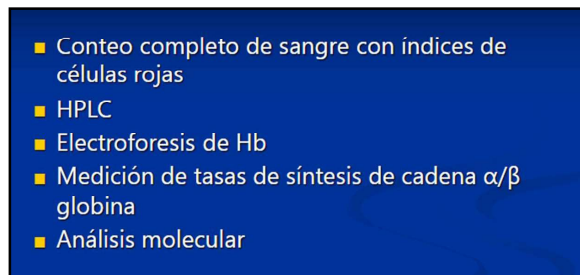 Conteo completo de sangre con índices de
células rojas
HPLC
Electroforesis de Hb
Medición de tasas de síntesis de cadena α/β
globina
Análisis molecular